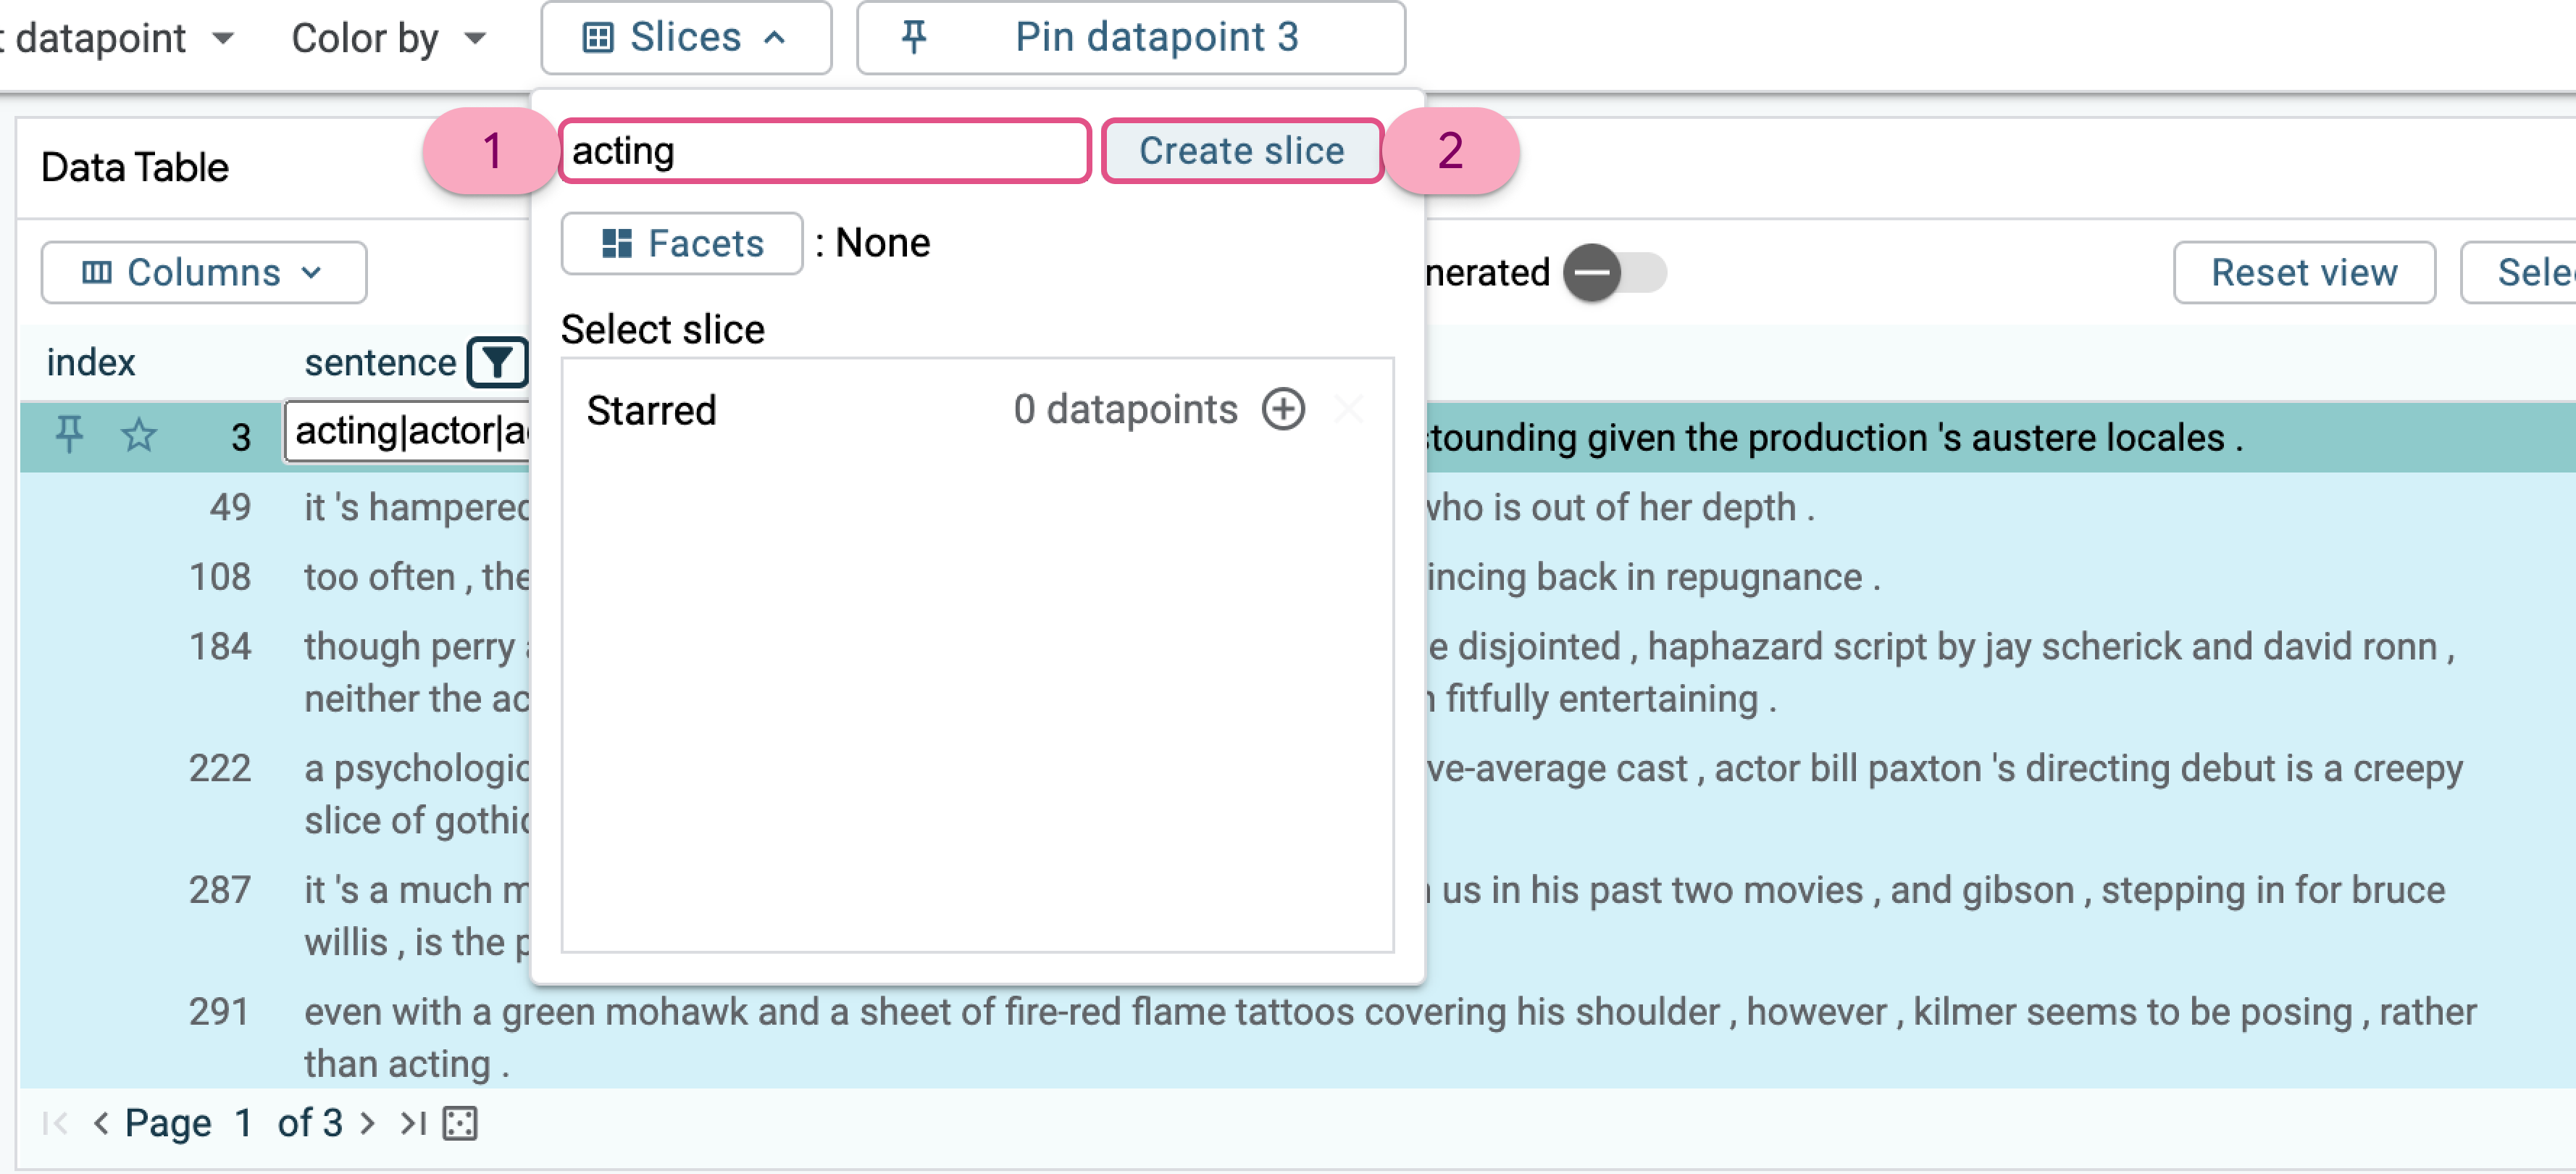 datapoint Color by Slices Pin datapoint 3
1 acting Create slice 2
Data Table
Facets : None
Columns nerated Reset view Sele
Select slice
index sentence
Starred 0 datapoints
3 acting|actor|a stounding given the production 's austere locales .
49 it 's hampered who is out of her depth .
108 too often , the incing back in repugnance .
184 though perry e disjointed , haphazard script by jay scherick and david ronn ,
neither the ac fitfully entertaining .
222 a psychologic ve-average cast , actor bill paxton 's directing debut is a creepy
slice of gothic
287 it 's a much m us in his past two movies , and gibson , stepping in for bruce
willis , is the p
291 even with a green mohawk and a sheet of fire-red flame tattoos covering his shoulder , however , kilmer seems to be posing , rather
than acting .
Page 1 of 3